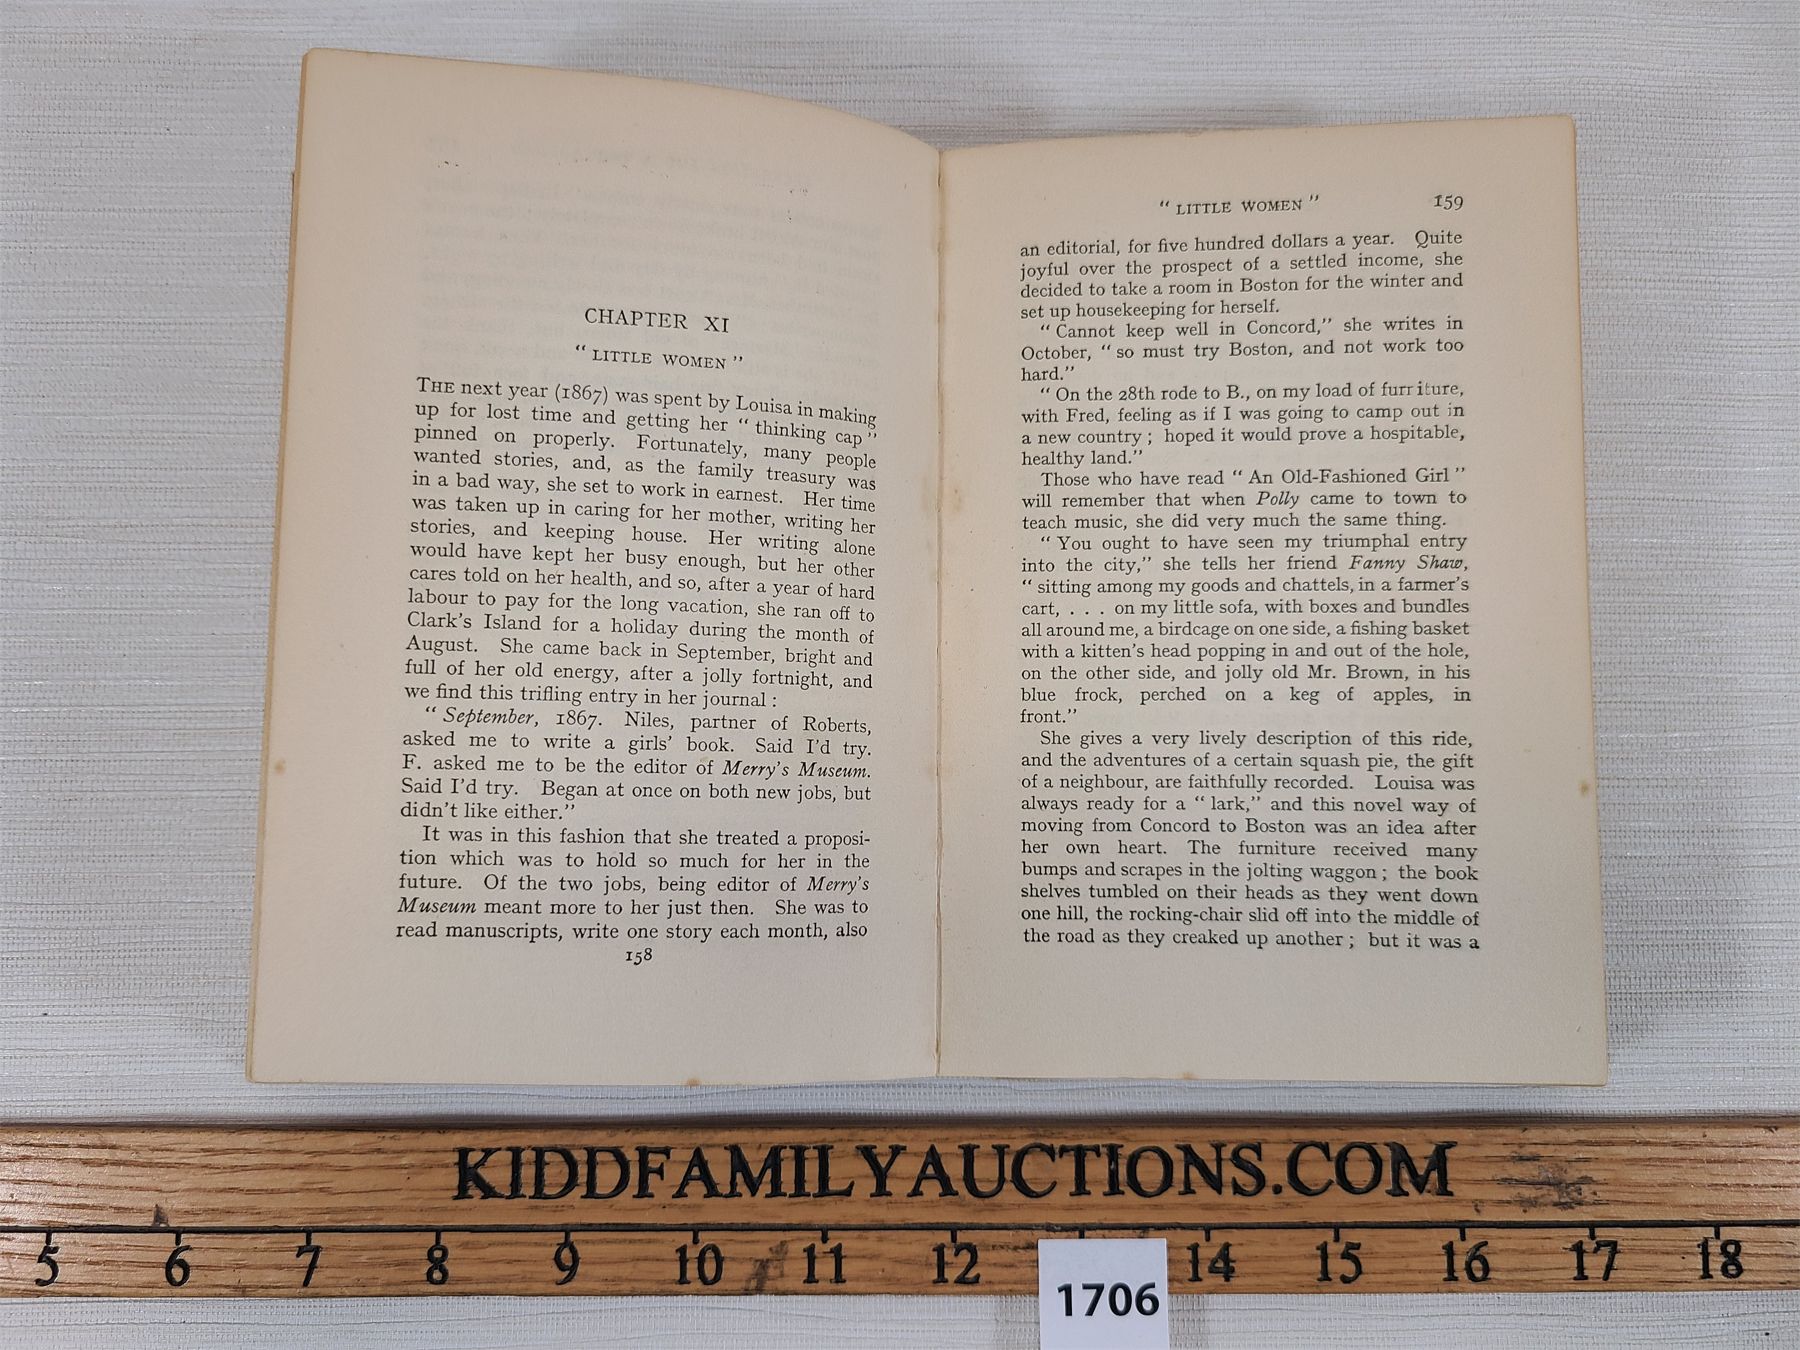 CHAPTER XI
" LITTLE WOMEN "
THE next year (1867) was spent by Louisa in making
up for lost time and getting her " thinking cap "
pinned on properly. Fortunately, many people
wanted stories, and, as the family treasury was
in a bad way, she set to work in earnest. Her time
was taken up in caring for her mother, writing her
stories, and keeping house. Her writing alone
would have kept her busy enough, but her other
cares told on her health, and so, after a year of hard
labour to pay for the long vacation, she ran off to
Clark's Island for a holiday during the month of
August. She came back in September, bright and
full of her old energy, after a jolly fortnight, and
we find this trifling entry in her journal :
" September, 1867. Niles, partner of Roberts,
asked me to write a girls' book. Said I'd try.
F. asked me to be the editor of Merry's Museum.
Said I'd try. Began at once on both new jobs, but
didn't like either."
It was in this fashion that she treated a proposi-
tion which was to hold so much for her in the
future. Of the two jobs, being editor of Merry's
Museum meant more to her just then. She was to
read manuscripts, write one story each month, also
158
" LITTLE WOMEN " 159
an editorial, for five hundred dollars a year. Quite
joyful over the prospect of a settled income, she
decided to take a room in Boston for the winter and
set up housekeeping for herself.
" Cannot keep well in Concord," she writes in
October, " so must try Boston, and not work too
hard."
" On the 28th rode to B., on my load of furniture,
with Fred, feeling as if I was going to camp out in
a new country ; hoped it would prove a hospitable,
healthy land."
Those who have read " An Old-Fashioned Girl "
will remember that when Polly came to town to
teach music, she did very much the same thing.
" You ought to have seen my triumphal entry
into the city," she tells her friend Fanny Shaw,
" sitting among my goods and chattels, in a farmer's
cart, . . . on my little sofa, with boxes and bundles
all around me, a birdcage on one side, a fishing basket
with a kitten's head popping in and out of the hole,
on the other side, and jolly old Mr. Brown, in his
blue frock, perched on a keg of apples, in
front."
She gives a very lively description of this ride,
and the adventures of a certain squash pie, the gift
of a neighbour, are faithfully recorded. Louisa was
always ready for a " lark," and this novel way of
moving from Concord to Boston was an idea after
her own heart. The furniture received many
bumps and scrapes in the jolting waggon ; the book
shelves tumbled on their heads as they went down
one hill, the rocking-chair slid off into the middle of
the road as they creaked up another ; but it was a
KIDDFAMILYAUCTIONS.COM
5 6 7 8 9 10 11 12 14 15 16 17 18
1706